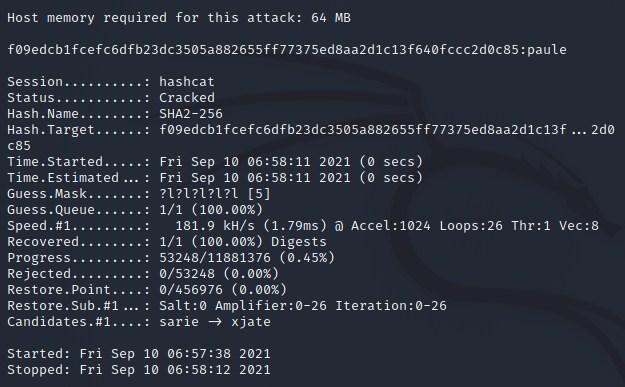 Host memory required for this attack: 64 MB
f09edcb1fcefc6dfb23dc3505a882655ff77375ed8aa2d1c13f640fccc2d0c85:paule
Session..........: hashcat
Status...........: Cracked
Hash.Name........: SHA2-256
Hash.Target......: f09edcb1fcefc6dfb23dc3505a882655ff77375ed8aa2d1c13f...2d0
c85
Time.Started.....: Fri Sep 10 06:58:11 2021 (0 secs)
Time.Estimated...: Fri Sep 10 06:58:11 2021 (0 secs)
Guess.Mask.......: ?l?l?l?l?l [5]
Guess.Queue......: 1/1 (100.00%)
Speed.#1.........:   181.9 kH/s (1.79ms) @ Accel:1024 Loops:26 Thr:1 Vec:8
Recovered........: 1/1 (100.00%) Digests
Progress.........: 53248/11881376 (0.45%)
Rejected.........: 0/53248 (0.00%)
Restore.Point....: 0/456976 (0.00%)
Restore.Sub.#1...: Salt:0 Amplifier:0-26 Iteration:0-26
Candidates.#1....: sarie -> xjate
Started: Fri Sep 10 06:57:38 2021
Stopped: Fri Sep 10 06:58:12 2021